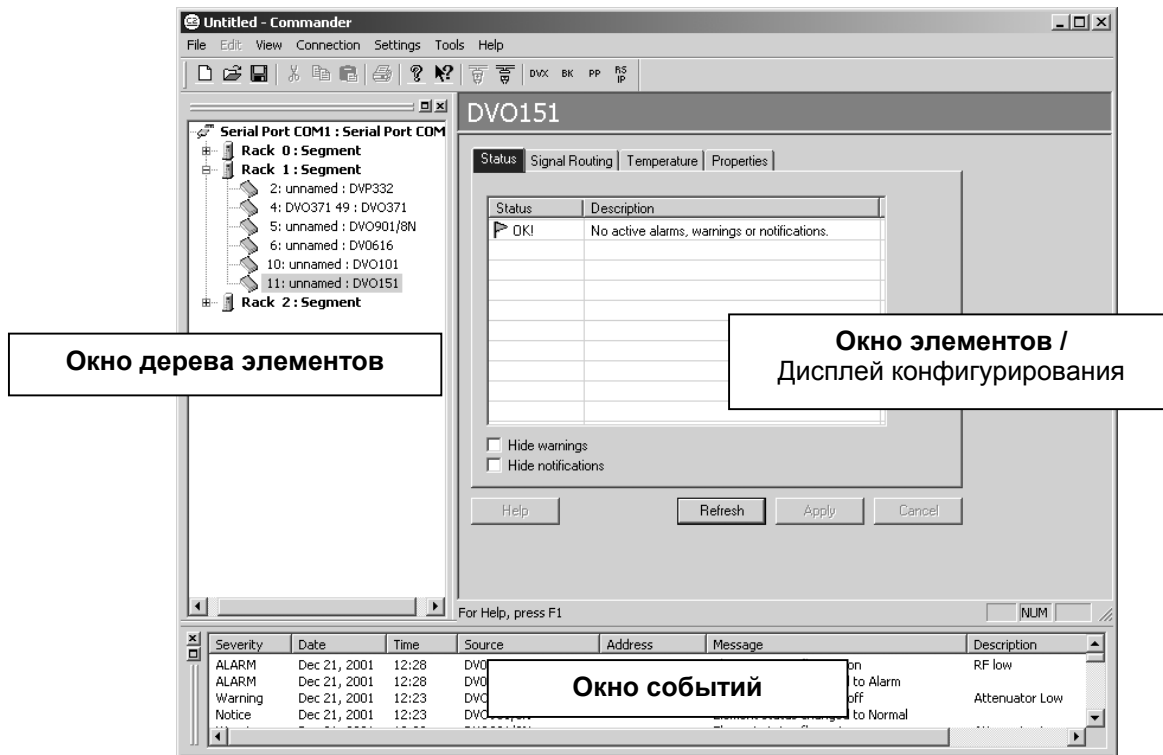 Untitled - Commander
File Edit View Connection Settings Tools Help
DVX BK PP RS IP
Serial Port COM1 : Serial Port COM
Rack 0 : Segment
Rack 1 : Segment
2: unnamed : DVP332
4: DVO371 49 : DVO371
5: unnamed : DVO901/8N
6: unnamed : DV0616
10: unnamed : DVO101
11: unnamed : DVO151
Rack 2 : Segment
Окно дерева элементов
DVO151
Status Signal Routing Temperature Properties
Status Description
OK! No active alarms, warnings or notifications.
Окно элементов /
Дисплей конфигурирования
Hide warnings
Hide notifications
Help Refresh Apply Cancel
For Help, press F1 NUM
Severity Date Time Source Address Message Description
ALARM Dec 21, 2001 12:28 on RF low
ALARM Dec 21, 2001 12:28 to Alarm
Warning Dec 21, 2001 12:23 off Attenuator Low
Notice Dec 21, 2001 12:23 to Normal
Окно событий